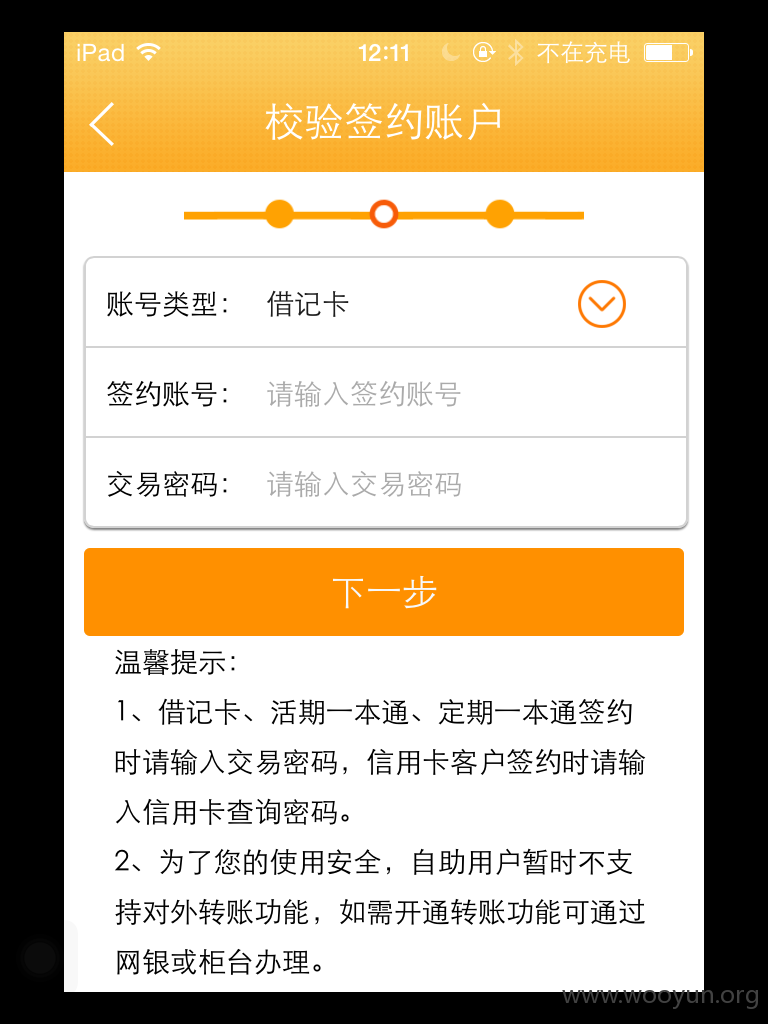 iPad 12:11 不在充电
校验签约账户
账号类型： 借记卡
签约账号： 请输入签约账号
交易密码： 请输入交易密码
下一步
温馨提示：
1、借记卡、活期一本通、定期一本通签约
时请输入交易密码，信用卡客户签约时请输
入信用卡查询密码。
2、为了您的使用安全，自助用户暂时不支
持对外转账功能，如需开通转账功能可通过
网银或柜台办理。
www.wooyun.org